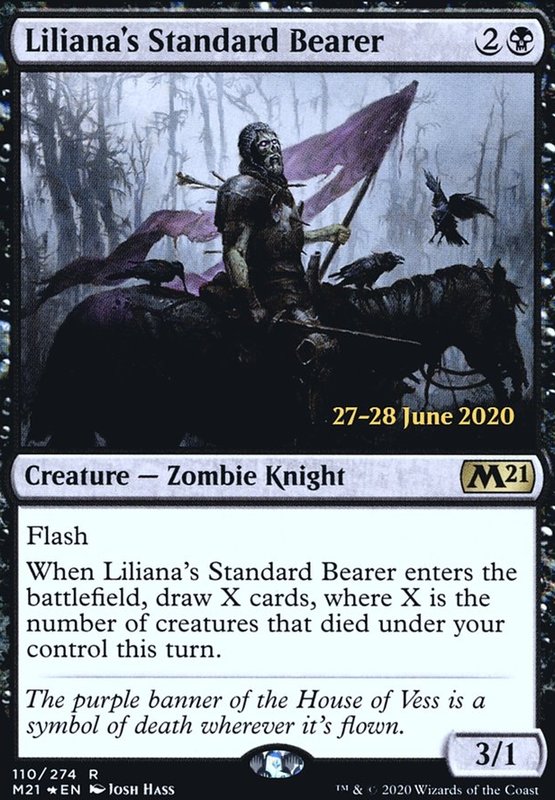 Liliana's Standard Bearer 2
27–28 June 2020
Creature — Zombie Knight M21
Flash
When Liliana's Standard Bearer enters the
battlefield, draw X cards, where X is the
number of creatures that died under your
control this turn.
The purple banner of the House of Vess is a
symbol of death wherever it's flown.
3/1
110/274 R
M21 ★ EN Josh Hass
™ & © 2020 Wizards of the Coast